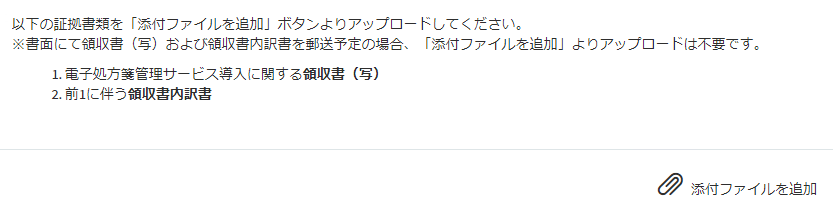 以下の証拠書類を「添付ファイルを追加」ボタンよりアップロードしてください。
※書面にて領収書（写）および領収書内訳書を郵送予定の場合、「添付ファイルを追加」よりアップロードは不要です。
1. 電子処方箋管理サービス導入に関する領収書（写）
2. 前1に伴う領収書内訳書
添付ファイルを追加